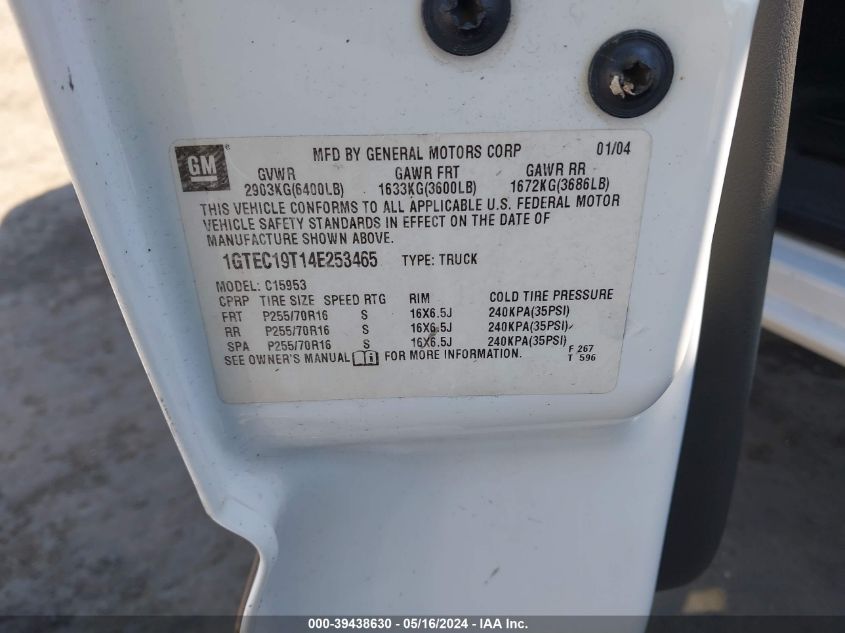 GM MFD BY GENERAL MOTORS CORP 01/04
GVWR GAWR FRT GAWR RR
2903KG(6400LB) 1633KG(3600LB) 1672KG(3686LB)
THIS VEHICLE CONFORMS TO ALL APPLICABLE U.S. FEDERAL MOTOR
VEHICLE SAFETY STANDARDS IN EFFECT ON THE DATE OF
MANUFACTURE SHOWN ABOVE.
1GTEC19T14E253465 TYPE: TRUCK
MODEL: C15953
CPRP TIRE SIZE SPEED RTG RIM COLD TIRE PRESSURE
FRT P255/70R16 S 16X6.5J 240KPA(35PSI)
RR P255/70R16 S 16X6.5J 240KPA(35PSI)
SPA P255/70R16 S 16X6.5J 240KPA(35PSI)
SEE OWNER'S MANUAL FOR MORE INFORMATION.
F 267
T 596
000-39438630 - 05/16/2024 - IAA Inc.